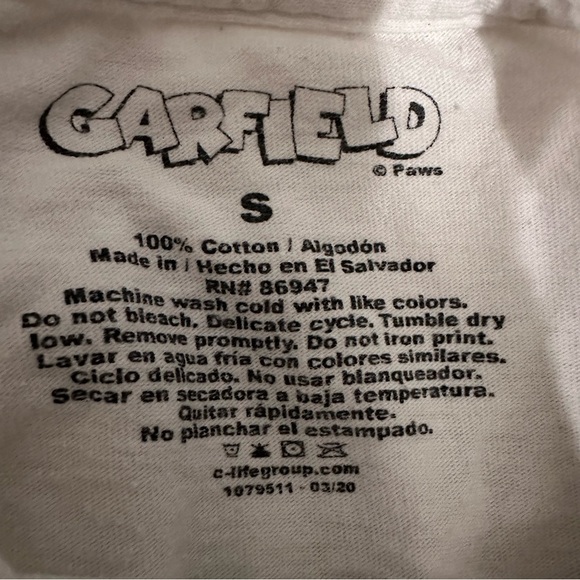 GARFIELD
© Paws
S
100% Cotton / Algodón
Made in / Hecho en El Salvador
RN# 86947
Machine wash cold with like colors.
Do not bleach. Delicate cycle. Tumble dry
low. Remove promptly. Do not iron print.
Lavar en agua fria con colores similares.
Ciclo delicado. No usar blanqueador.
Secar en secadora a baja temperatura.
Quitar rápidamente.
No planchar el estampado.
c-lifegroup.com
1079511 - 03/20